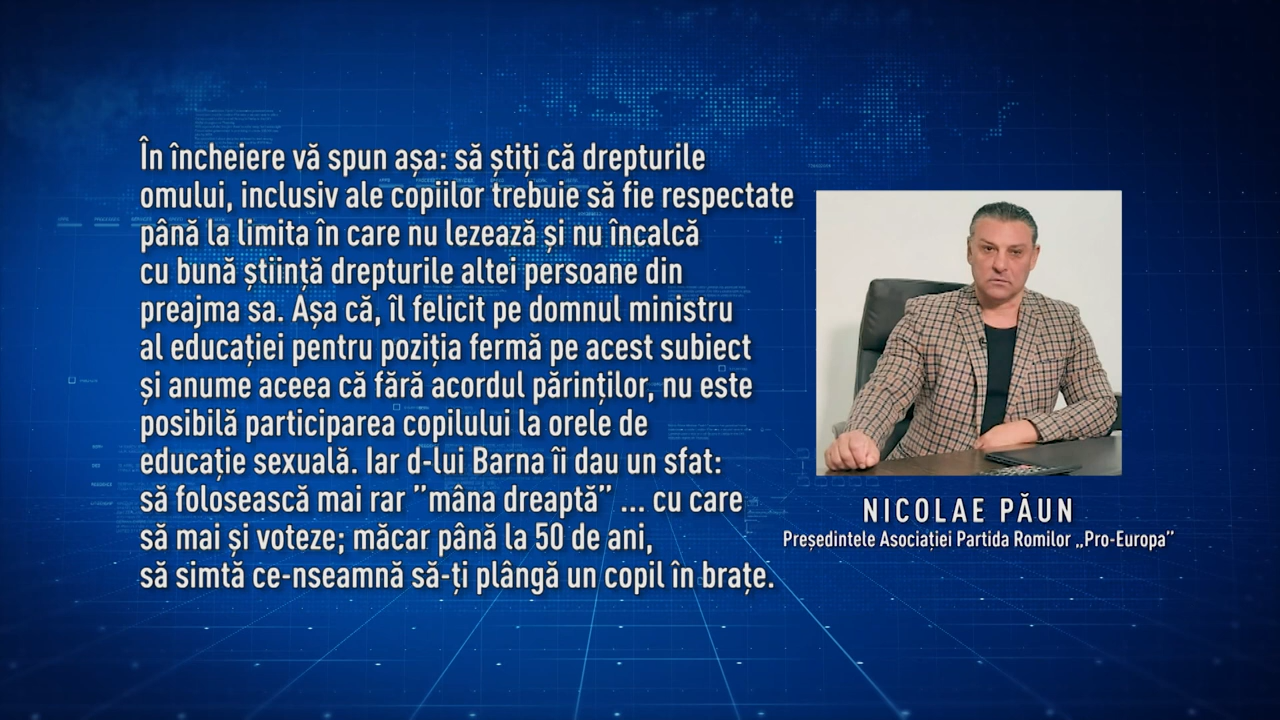 În încheiere vă spun așa: să știți că drepturile
omului, inclusiv ale copiilor trebuie să fie respectate
până la limita în care nu lezează și nu încalcă
cu bună știință drepturile altei persoane din
preajma sa. Așa că, îl felicit pe domnul ministru
al educației pentru poziția fermă pe acest subiect
și anume aceea că fără acordul părinților, nu este
posibilă participarea copilului la orele de
educație sexuală. Iar d-lui Barna îi dau un sfat:
să folosească mai rar ”mâna dreaptă” ... cu care
să mai și voteze; măcar până la 50 de ani,
să simtă ce-nseamnă să-ți plângă un copil în brațe.
NICOLAE PĂUN
Președintele Asociației Partida Romilor „Pro-Europa”